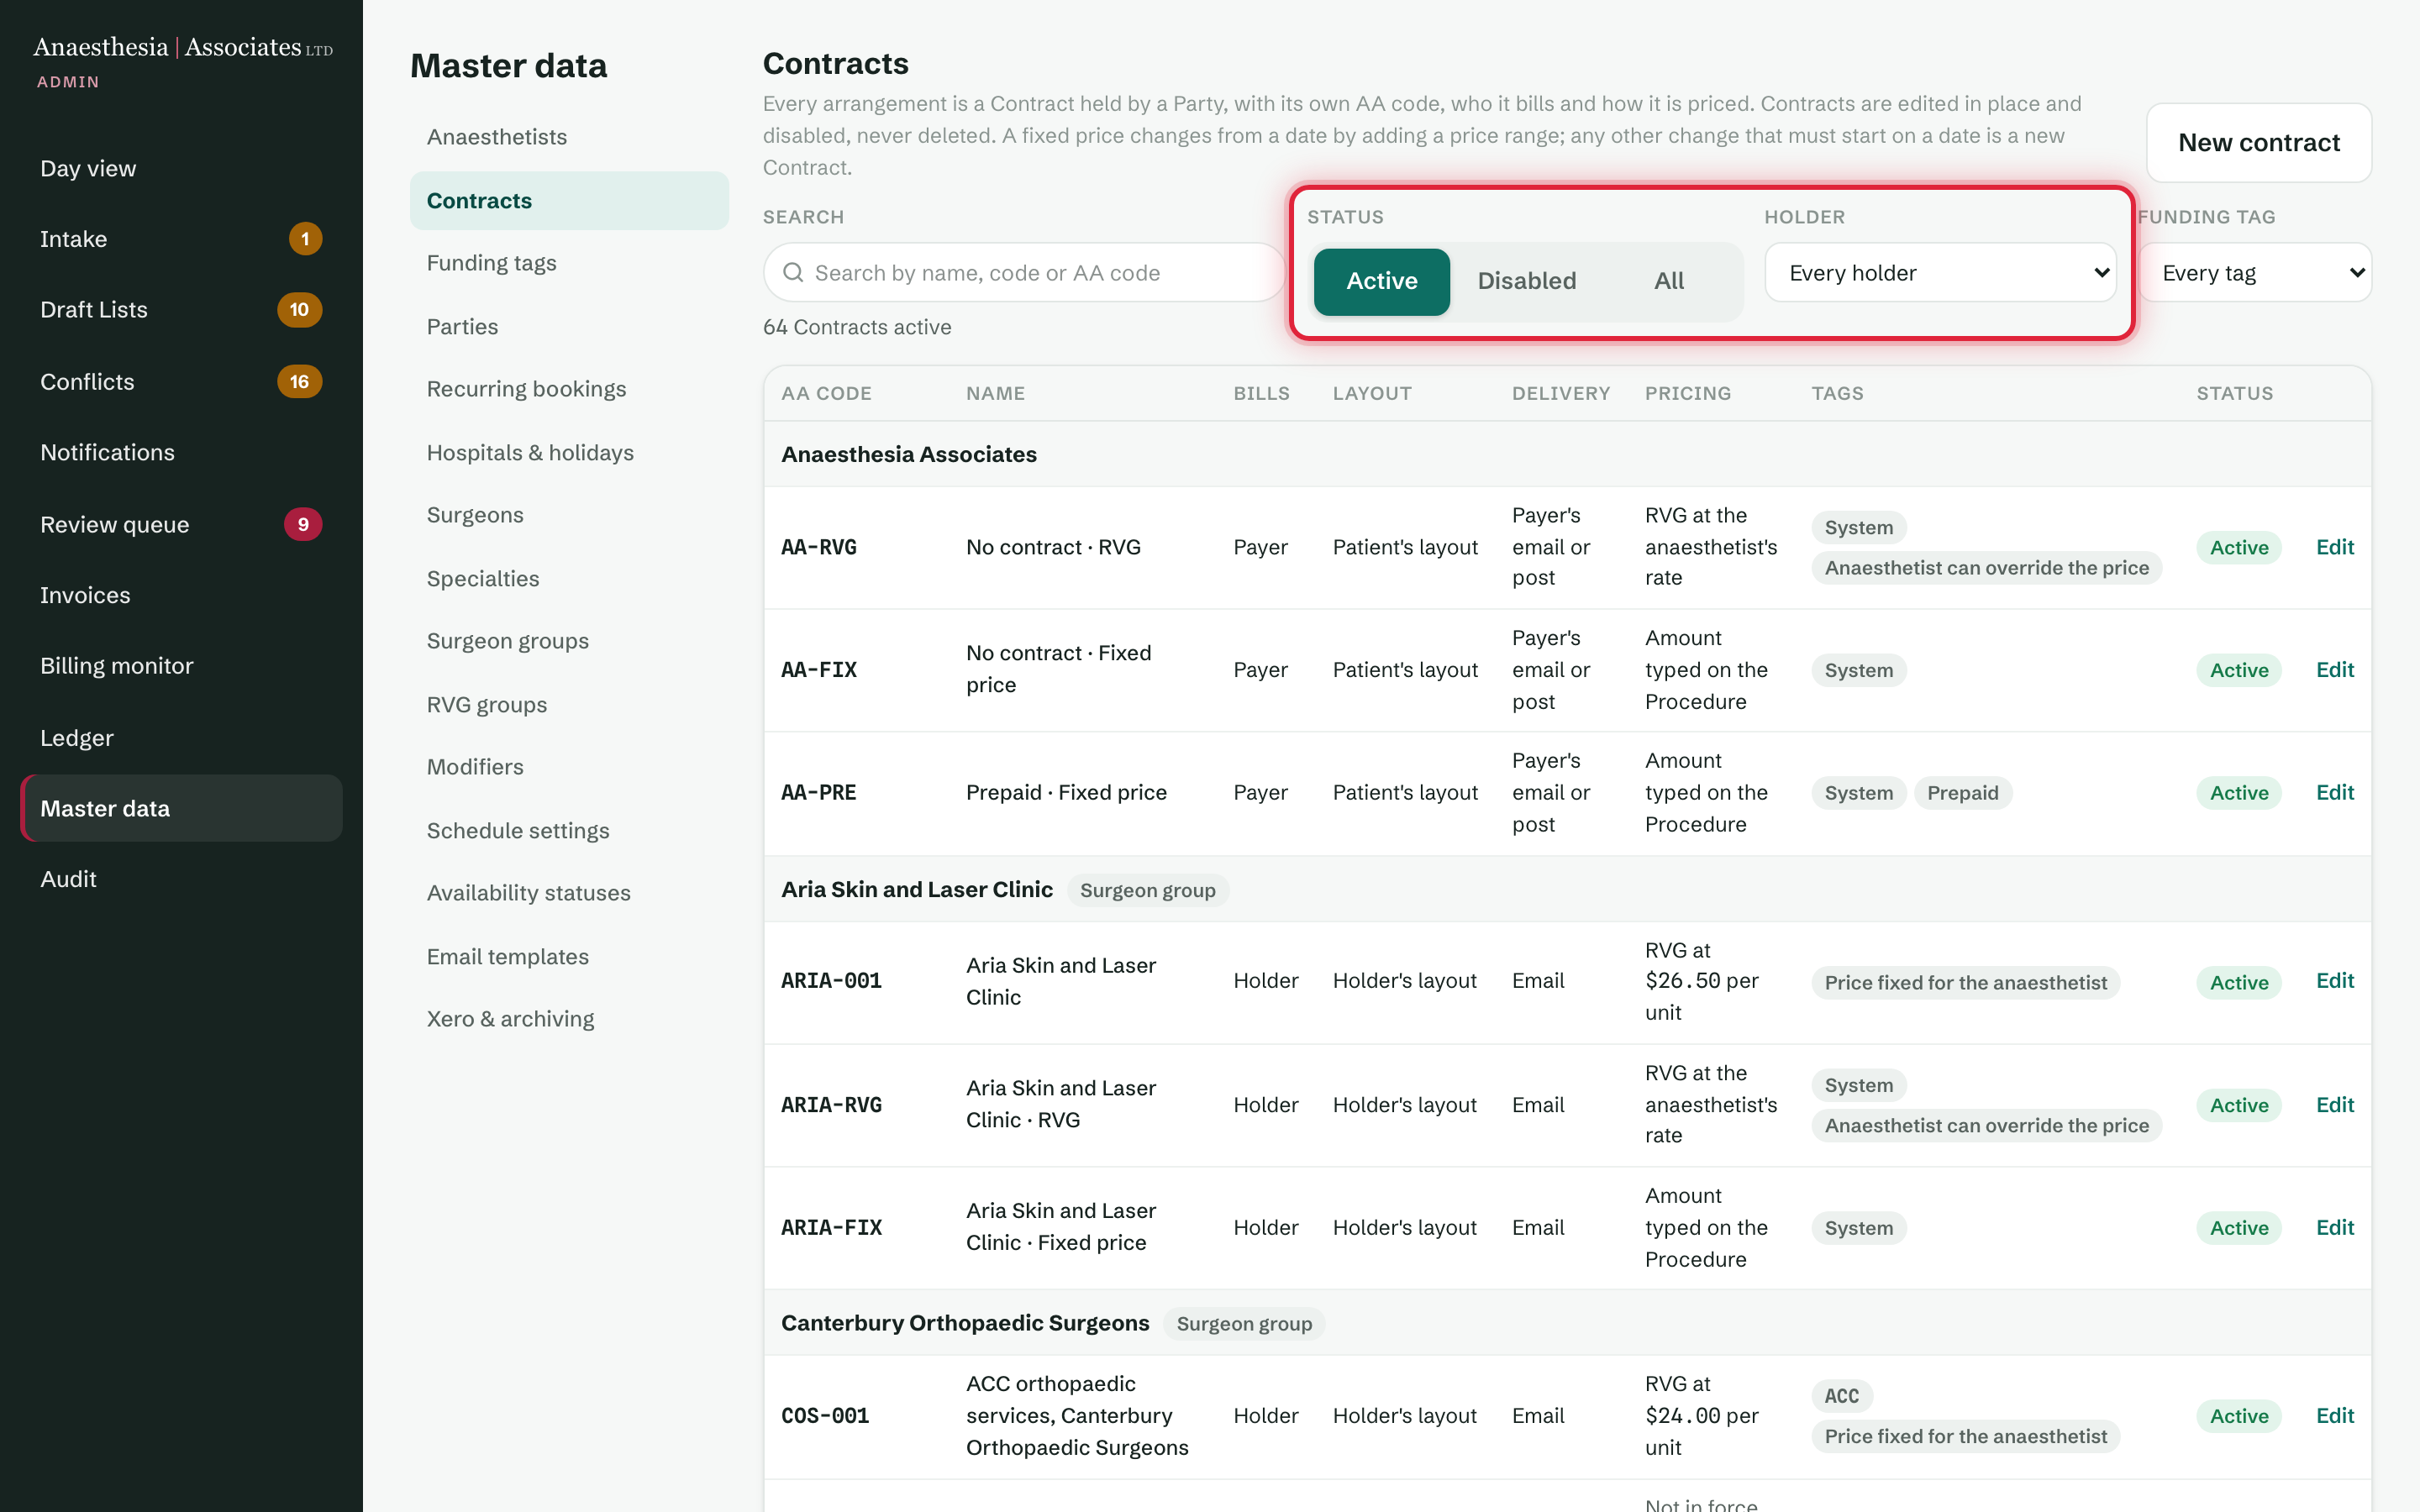 Anaesthesia | Associates LTD
ADMIN
Day view
Intake 1
Draft Lists 10
Conflicts 16
Notifications
Review queue 9
Invoices
Billing monitor
Ledger
Master data
Audit
Master data
Anaesthetists
Contracts
Funding tags
Parties
Recurring bookings
Hospitals & holidays
Surgeons
Specialties
Surgeon groups
RVG groups
Modifiers
Schedule settings
Availability statuses
Email templates
Xero & archiving
Contracts
Every arrangement is a Contract held by a Party, with its own AA code, who it bills and how it is priced. Contracts are edited in place and
disabled, never deleted. A fixed price changes from a date by adding a price range; any other change that must start on a date is a new
Contract.
New contract
SEARCH
Search by name, code or AA code
STATUS
Active Disabled All
HOLDER
Every holder
FUNDING TAG
Every tag
64 Contracts active
AA CODE NAME BILLS LAYOUT DELIVERY PRICING TAGS STATUS
Anaesthesia Associates
AA-RVG
No contract · RVG
Payer
Patient's layout
Payer's
email or
post
RVG at the
anaesthetist's
rate
System
Anaesthetist can override the price
Active
Edit
AA-FIX
No contract · Fixed
price
Payer
Patient's layout
Payer's
email or
post
Amount
typed on the
Procedure
System
Active
Edit
AA-PRE
Prepaid · Fixed price
Payer
Patient's layout
Payer's
email or
post
Amount
typed on the
Procedure
System Prepaid
Active
Edit
Aria Skin and Laser Clinic Surgeon group
ARIA-001
Aria Skin and Laser
Clinic
Holder
Holder's layout
Email
RVG at
$26.50 per
unit
Price fixed for the anaesthetist
Active
Edit
ARIA-RVG
Aria Skin and Laser
Clinic · RVG
Holder
Holder's layout
Email
RVG at the
anaesthetist's
rate
System
Anaesthetist can override the price
Active
Edit
ARIA-FIX
Aria Skin and Laser
Clinic · Fixed price
Holder
Holder's layout
Email
Amount
typed on the
Procedure
System
Active
Edit
Canterbury Orthopaedic Surgeons Surgeon group
COS-001
ACC orthopaedic
services, Canterbury
Orthopaedic Surgeons
Holder
Holder's layout
Email
RVG at
$24.00 per
unit
ACC
Price fixed for the anaesthetist
Active
Edit
Not in force